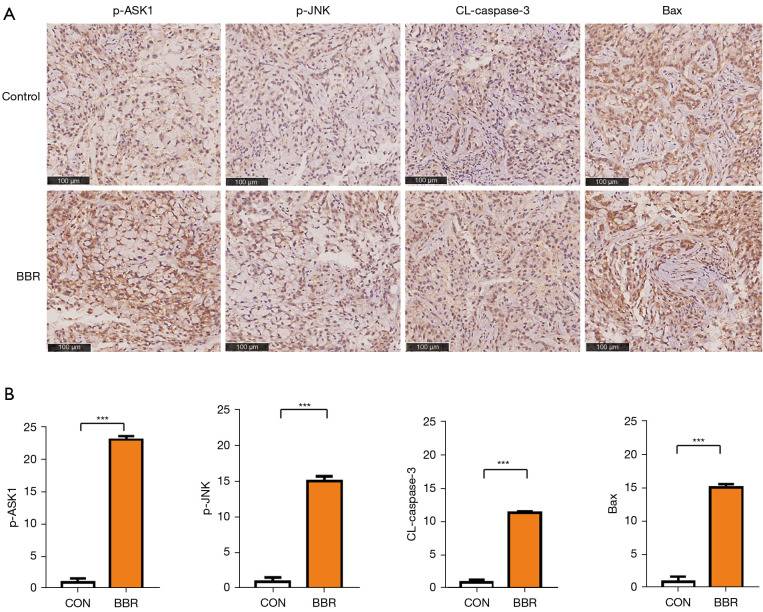 A
p-ASK1
p-JNK
CL-caspase-3
Bax
Control
100 μm
100 μm
100 μm
100 μm
BBR
100 μm
100 μm
100 μm
100 μm
B
p-ASK1
25
20
15
10
5
0
***
CON
BBR
p-JNK
25
20
15
10
5
0
***
CON
BBR
CL-caspase-3
25
20
15
10
5
0
***
CON
BBR
Bax
25
20
15
10
5
0
***
CON
BBR